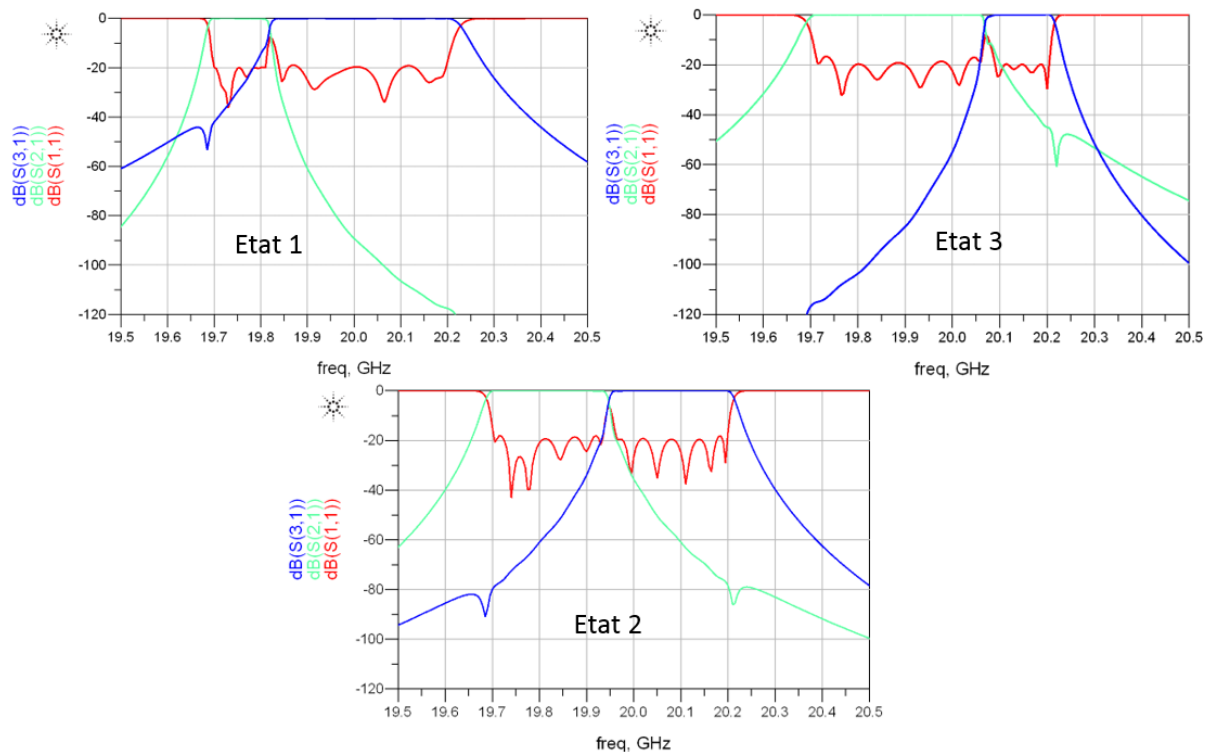 0
-20
-40
-60
-80
-100
-120
dB(S(3,1))
dB(S(2,1))
dB(S(1,1))
Etat 1
19.5 19.6 19.7 19.8 19.9 20.0 20.1 20.2 20.3 20.4 20.5
freq, GHz
0
-20
-40
-60
-80
-100
-120
dB(S(3,1))
dB(S(2,1))
dB(S(1,1))
Etat 3
19.5 19.6 19.7 19.8 19.9 20.0 20.1 20.2 20.3 20.4 20.5
freq, GHz
0
-20
-40
-60
-80
-100
-120
dB(S(3,1))
dB(S(2,1))
dB(S(1,1))
Etat 2
19.5 19.6 19.7 19.8 19.9 20.0 20.1 20.2 20.3 20.4 20.5
freq, GHz